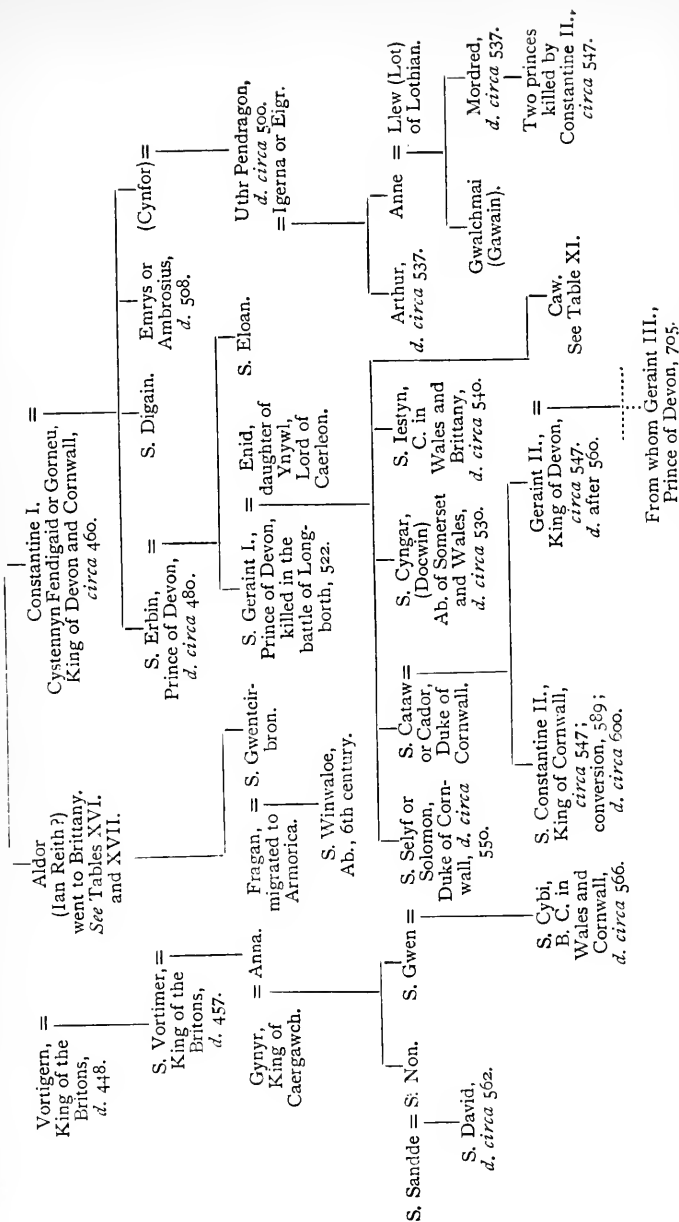 Vortigern, =
King of the
Britons,
d. 448.
S. Vortimer, =
King of the
Britons,
d. 457.
Gynyr, = Anna.
King of
Caergawch.
S. Sandde = S. Non.
S. Gwen =
S. David,
d. circa 562.
S. Cybi,
B. C. in
Wales and
Cornwall,
d. circa 566.
Aldor
(Ian Reith?)
went to Brittany.
See Tables XVI.
and XVII.
Fragan, = S. Gwenteir-
migrated to bron.
Armorica.
S. Winwaloe,
Ab., 6th century.
Constantine I. =
Cystennyn Fendigaid or Gorneu,
King of Devon and Cornwall,
circa 460.
S. Erbin, =
Prince of Devon,
d. circa 480.
S. Digain.
Emrys or
Ambrosius,
d. 508.
(Cynfor) =
S. Geraint I., = Enid,
Prince of Devon, daughter of
killed in the Ynywl,
battle of Long- Lord of
borth, 522. Caerleon.
S. Eloan.
Uthr Pendragon,
d. circa 500.
= Igerna or Eigr.
Arthur,
d. circa 537.
Anne = Llew (Lot)
of Lothian.
Gwalchmai
(Gawain).
Mordred,
d. circa 537.
Two princes
killed by
Constantine II.,
circa 547.
S. Selyf or
Solomon,
Duke of Corn-
wall, d. circa
550.
S. Cataw =
or Cador,
Duke of
Cornwall.
S. Cyngar,
(Docwin)
Ab. of Somerset
and Wales,
d. circa 530.
S. Iestyn,
C. in
Wales and
Brittany,
d. circa 540.
Caw.
See Table XI.
S. Constantine II.,
King of Cornwall,
circa 547;
conversion, 589;
d. circa 600.
Geraint II., =
King of Devon,
circa 547.
d. after 560.
From whom Geraint III.,
Prince of Devon, 705.